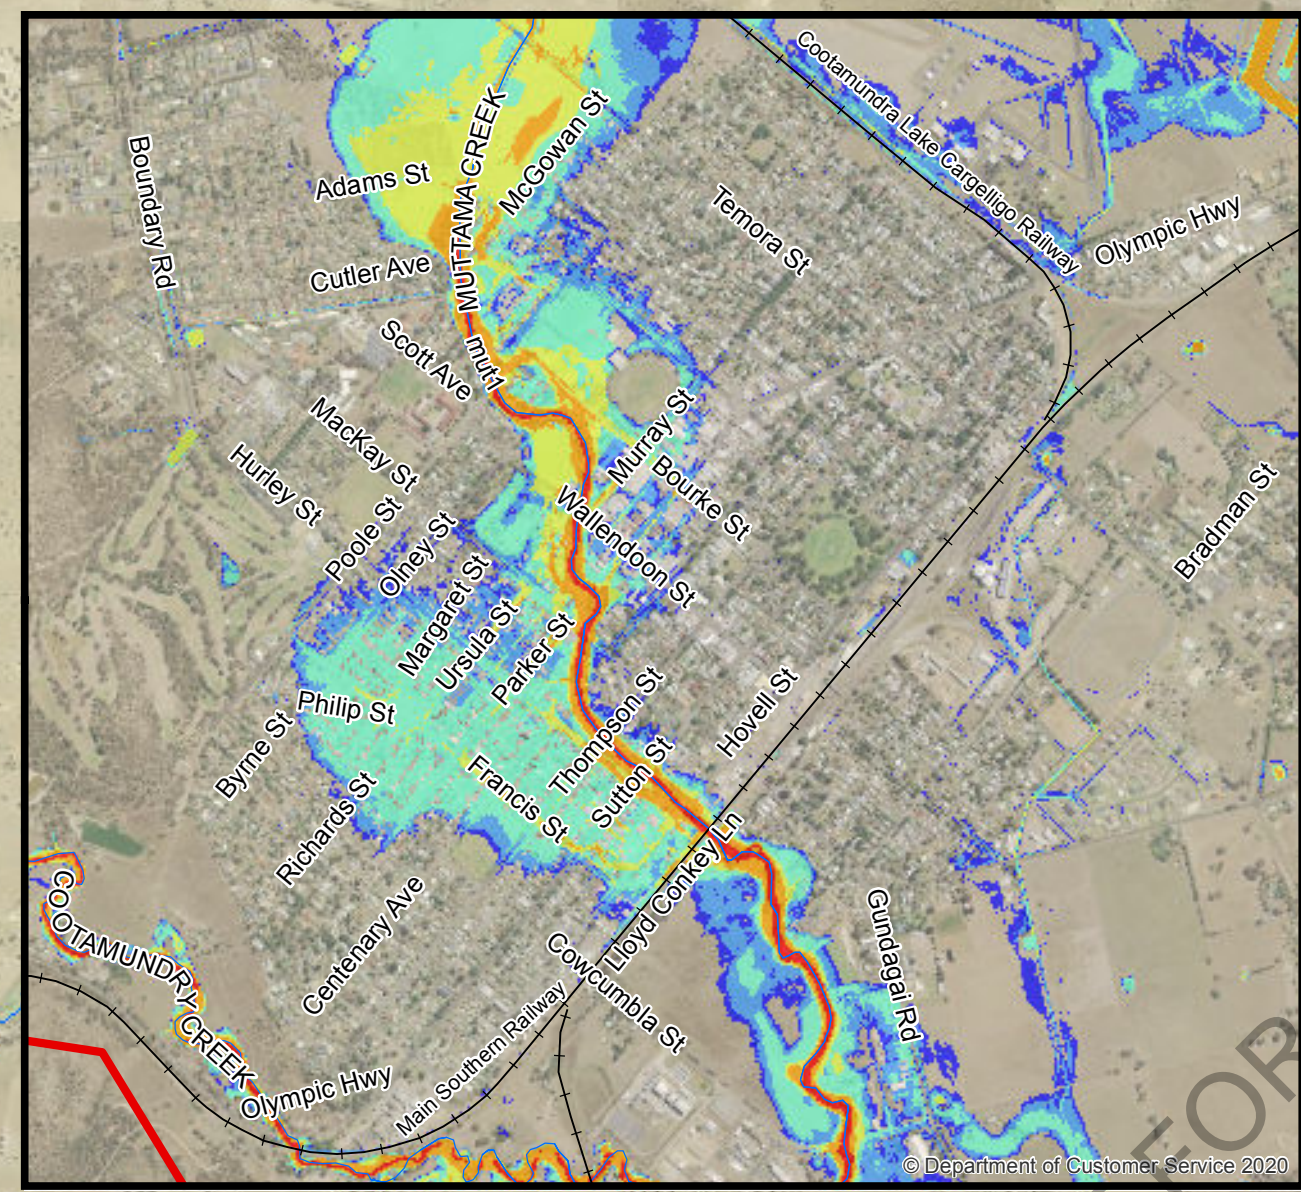 Cootamundra Lake Cargelligo Railway
MUTTAMA CREEK
McGowan St
Boundary Rd
Adams St
Temora St
Olympic Hwy
Cutler Ave
Scott Ave
mut1
MacKay St
Murray St
Hurley St
Bourke St
Bradman St
Poole St
Wallendoon St
Olney St
Margaret St
Ursula St
Parker St
Philip St
Thompson St
Hovell St
Byrne St
Francis St
Sutton St
Richards St
Lloyd Conkey Ln
COOTAMUNDRY CREEK
Centenary Ave
Gundagai Rd
Cowcumbla St
Main Southern Railway
Olympic Hwy
FOR
© Department of Customer Service 2020